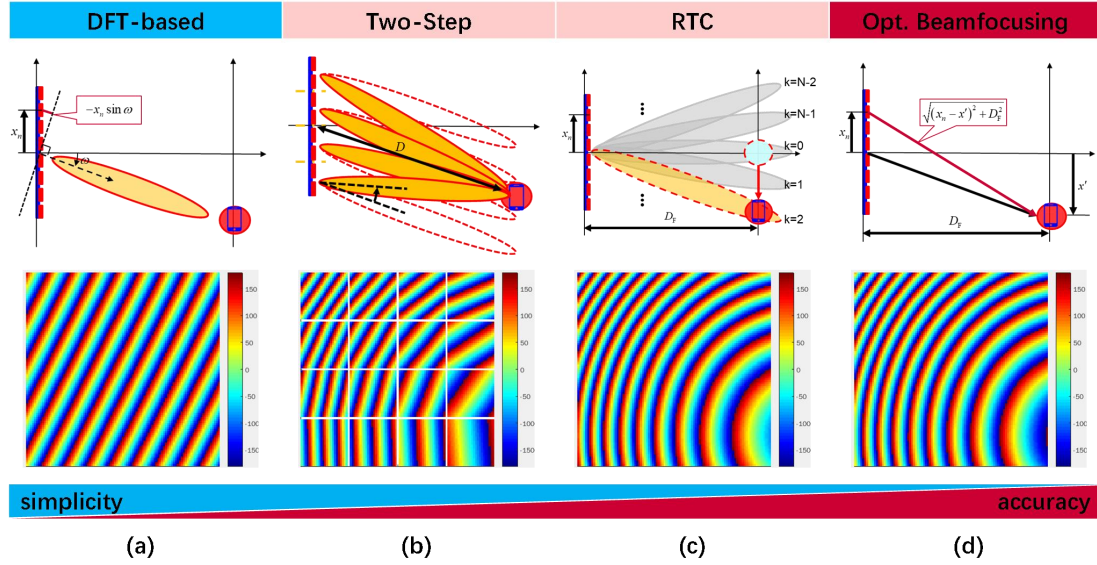 DFT-based
Two-Step
RTC
Opt. Beamfocusing
−x_n sin ω
x_n
ω
D
k=N-2
k=N-1
k=0
k=1
k=2
x_n
D_F
√((x_n − x′)² + D_F²)
x_n
x′
D_F
150
100
50
0
-50
-100
-150
150
100
50
0
-50
-100
-150
150
100
50
0
-50
-100
-150
150
100
50
0
-50
-100
-150
simplicity
accuracy
(a)
(b)
(c)
(d)